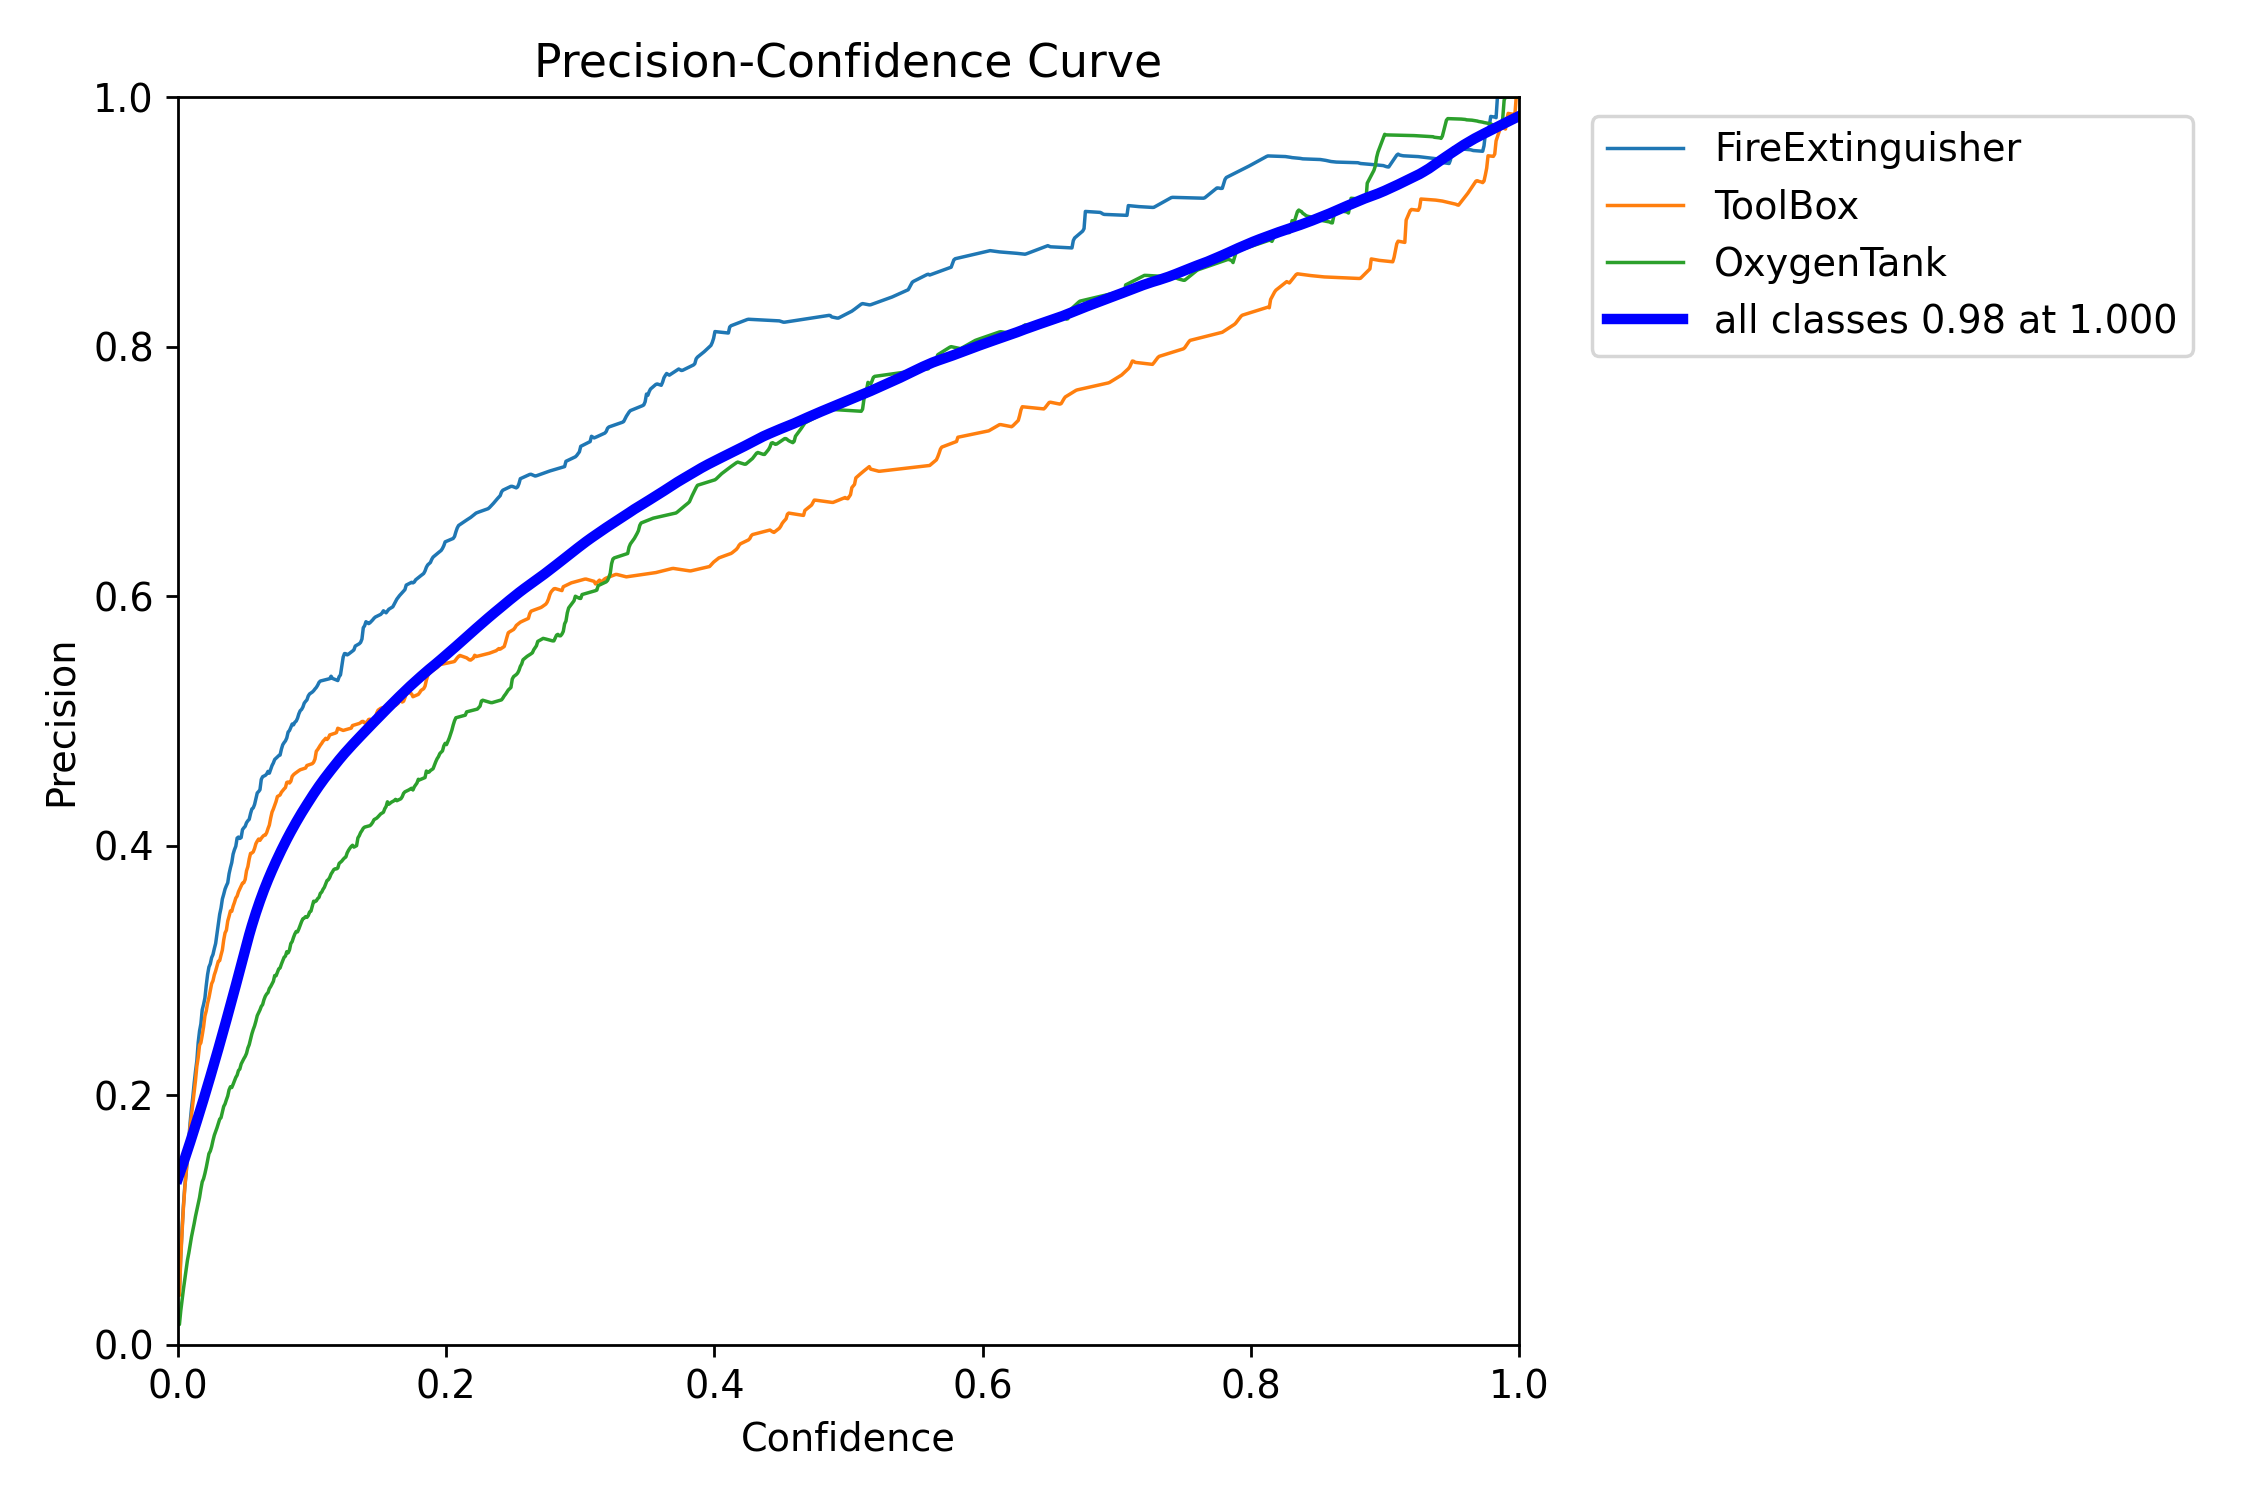 Precision-Confidence Curve
1.0
0.8
0.6
0.4
0.2
0.0
Precision
0.0 0.2 0.4 0.6 0.8 1.0
Confidence
FireExtinguisher
ToolBox
OxygenTank
all classes 0.98 at 1.000